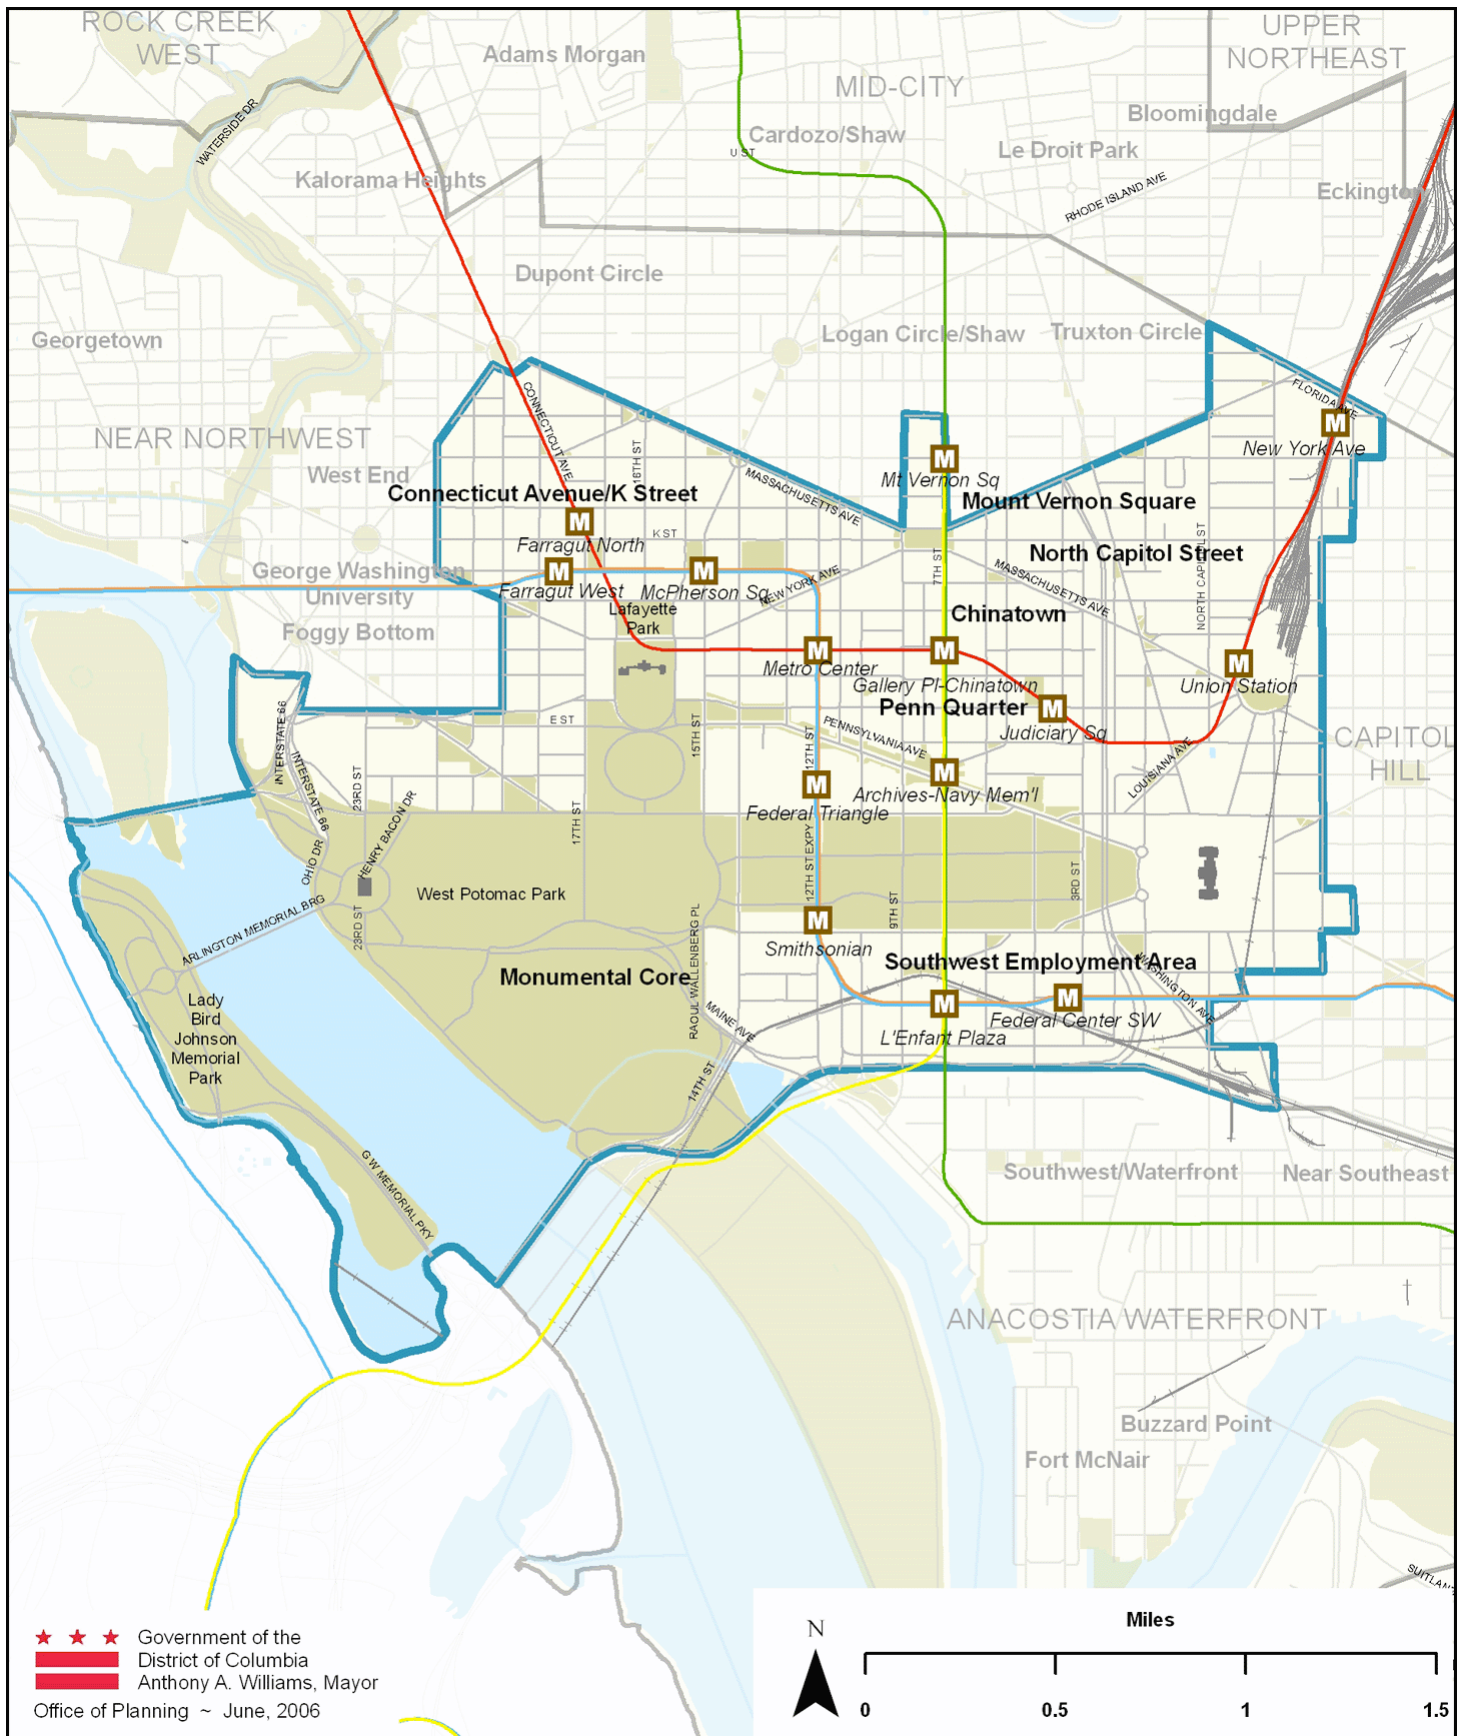 ROCK CREEK
WEST
Adams Morgan
MID-CITY
UPPER
NORTHEAST
Bloomingdale
WATERSIDE DR
Cardozo/Shaw
U ST
Le Droit Park
Kalorama Heights
RHODE ISLAND AVE
Eckington
Dupont Circle
Georgetown
Logan Circle/Shaw
Truxton Circle
FLORIDA AVE
CONNECTICUT AVE
16TH ST
NEAR NORTHWEST
West End
MASSACHUSETTS AVE
M
New York Ave
M
Mt Vernon Sq
Connecticut Avenue/K Street
Mount Vernon Square
M
Farragut North
K ST
7TH ST
North Capitol Street
NORTH CAPITOL ST
George Washington
University
M
Farragut West
M
McPherson Sq
NEW YORK AVE
MASSACHUSETTS AVE
Lafayette
Park
Chinatown
Foggy Bottom
M
Metro Center
M
Gallery Pl-Chinatown
M
Union Station
Penn Quarter
M
Judiciary Sq
E ST
15TH ST
12TH ST
PENNSYLVANIA AVE
LOUISIANA AVE
CAPITOL
HILL
INTERSTATE 66
INTERSTATE 66
23RD ST
HENRY BACON DR
17TH ST
M
Federal Triangle
M
Archives-Navy Mem'l
OHIO DR
12TH ST EXPY
West Potomac Park
9TH ST
3RD ST
ARLINGTON MEMORIAL BRG
23RD ST
RAOUL WALLENBERG PL
M
Smithsonian
Southwest Employment Area
WASHINGTON AVE
Monumental Core
M
L'Enfant Plaza
M
Federal Center SW
MAINE AVE
Lady
Bird
Johnson
Memorial
Park
14TH ST
G W MEMORIAL PKY
Southwest/Waterfront
Near Southeast
ANACOSTIA WATERFRONT
Buzzard Point
Fort McNair
Government of the
District of Columbia
Anthony A. Williams, Mayor
Office of Planning ~ June, 2006
N
Miles
0
0.5
1
1.5